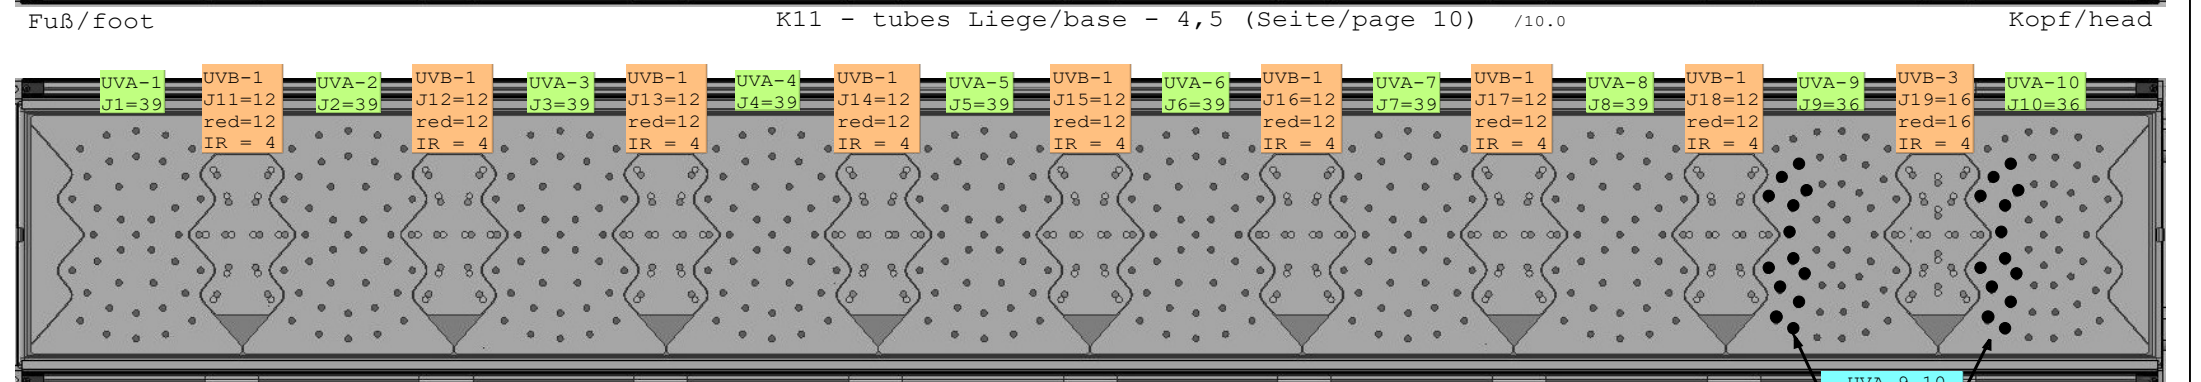 Fuß/foot
K11 - tubes Liege/base - 4,5 (Seite/page 10) /10.0
Kopf/head
UVA-1
J1=39
UVB-1
J11=12
red=12
IR = 4
UVA-2
J2=39
UVB-1
J12=12
red=12
IR = 4
UVA-3
J3=39
UVB-1
J13=12
red=12
IR = 4
UVA-4
J4=39
UVB-1
J14=12
red=12
IR = 4
UVA-5
J5=39
UVB-1
J15=12
red=12
IR = 4
UVA-6
J6=39
UVB-1
J16=12
red=12
IR = 4
UVA-7
J7=39
UVB-1
J17=12
red=12
IR = 4
UVA-8
J8=39
UVB-1
J18=12
red=12
IR = 4
UVA-9
J9=36
UVB-3
J19=16
red=16
IR = 4
UVA-10
J10=36
UVA 9 10